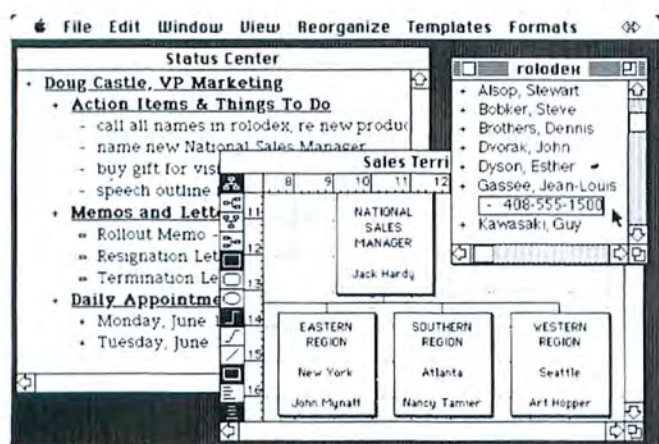 File Edit Window View Reorganize Templates Formats
Status Center
+ Doug Castle, VP Marketing
+ Action Items & Things To Do
- call all names in rolodex, re new produc
- name new National Sales Manager
- buy gift for vis
- speech outline
+ Memos and Lett
Rollout Memo -
Resignation Let
Termination Le
+ Daily Appointme
+ Monday, June 1
+ Tuesday, June
Sales Terri
8 9 10 11 12
11
12
13
14
15
16
NATIONAL
SALES
MANAGER
Jack Hardy
EASTERN
REGION
New York
John Mynatt
SOUTHERN
REGION
Atlanta
Nancy Tamier
WESTERN
REGION
Seattle
Art Hopper
rolodex
+ Alsop, Stewart
+ Bobker, Steve
+ Brothers, Dennis
+ Dvorak, John
+ Dyson, Esther
+ Gassee, Jean-Louis
- 408-555-1500
+ Kawasaki, Guy